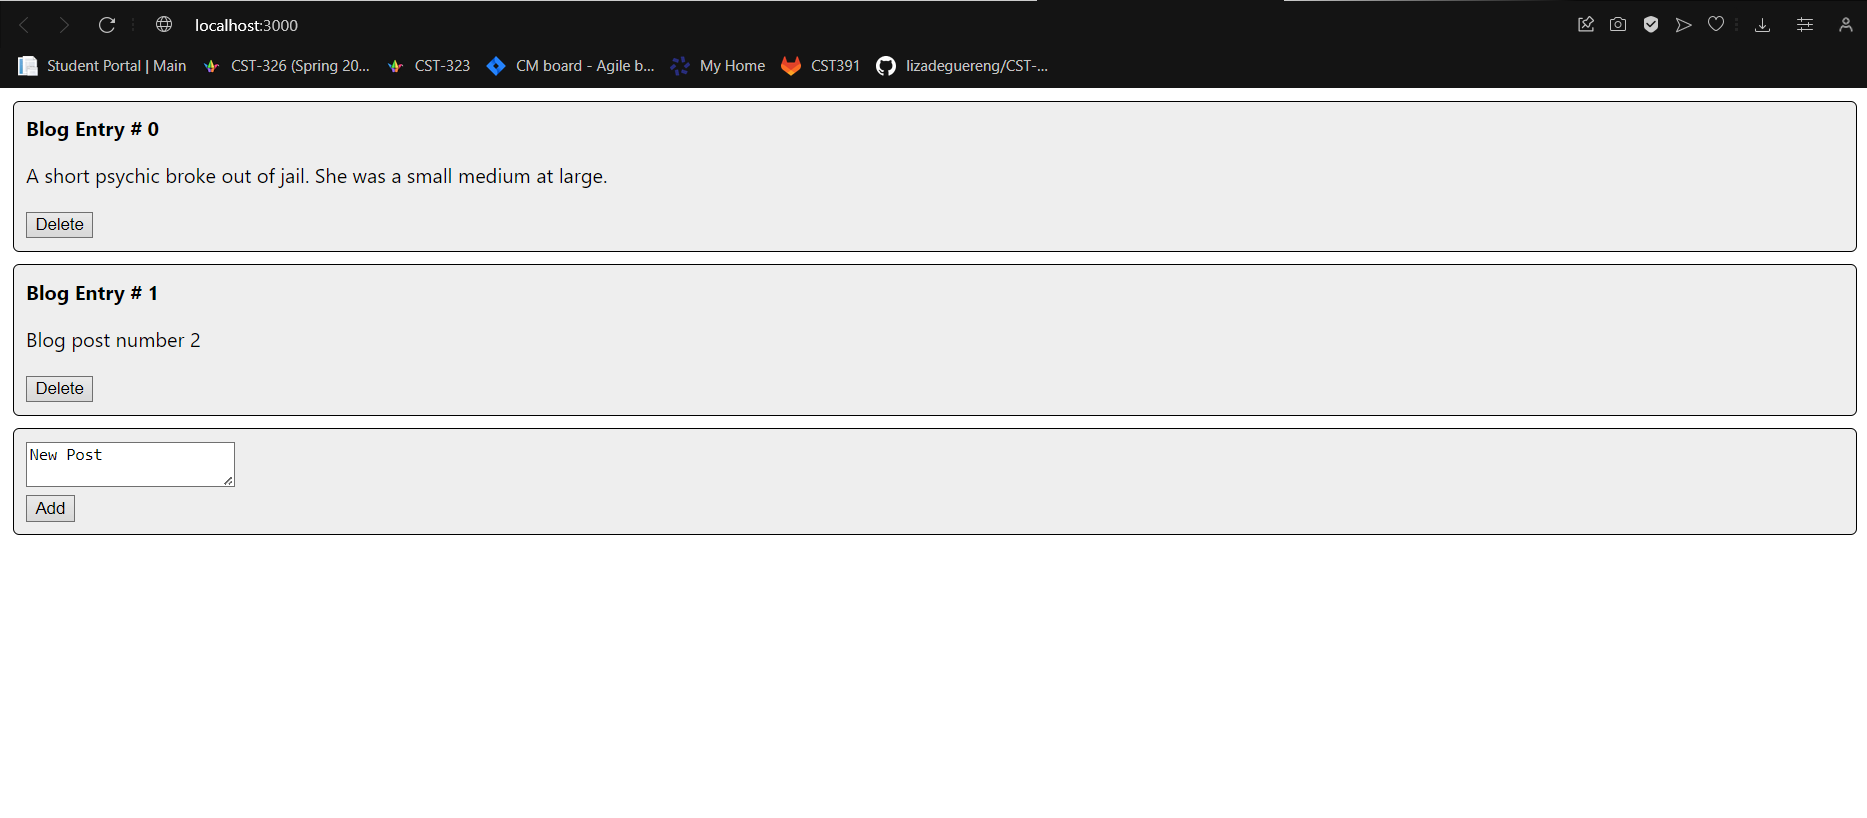 localhost:3000
Student Portal | Main CST-326 (Spring 20... CST-323 CM board - Agile b... My Home CST391 lizadeguereng/CST-...
Blog Entry # 0
A short psychic broke out of jail. She was a small medium at large.
Delete
Blog Entry # 1
Blog post number 2
Delete
New Post
Add